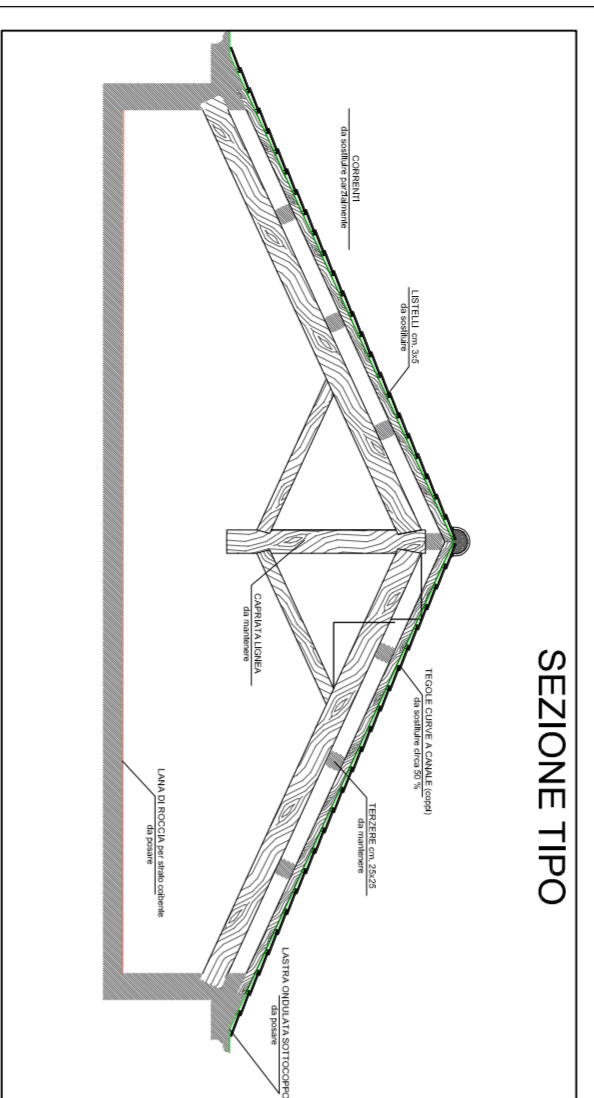 SEZIONE TIPO
CORRENTI
da sostituire parzialmente
LISTELLI cm. 3x5
da sostituire
TEGOLE CURVE A CANALE (coppi)
da sostituire circa 50 %
TERZERE cm. 25x25
da mantenere
CAPRIATA LIGNEA
da mantenere
LASTRA ONDULATA SOTTOCOPPO
da posare
LANA DI ROCCIA per strato coibente
da posare